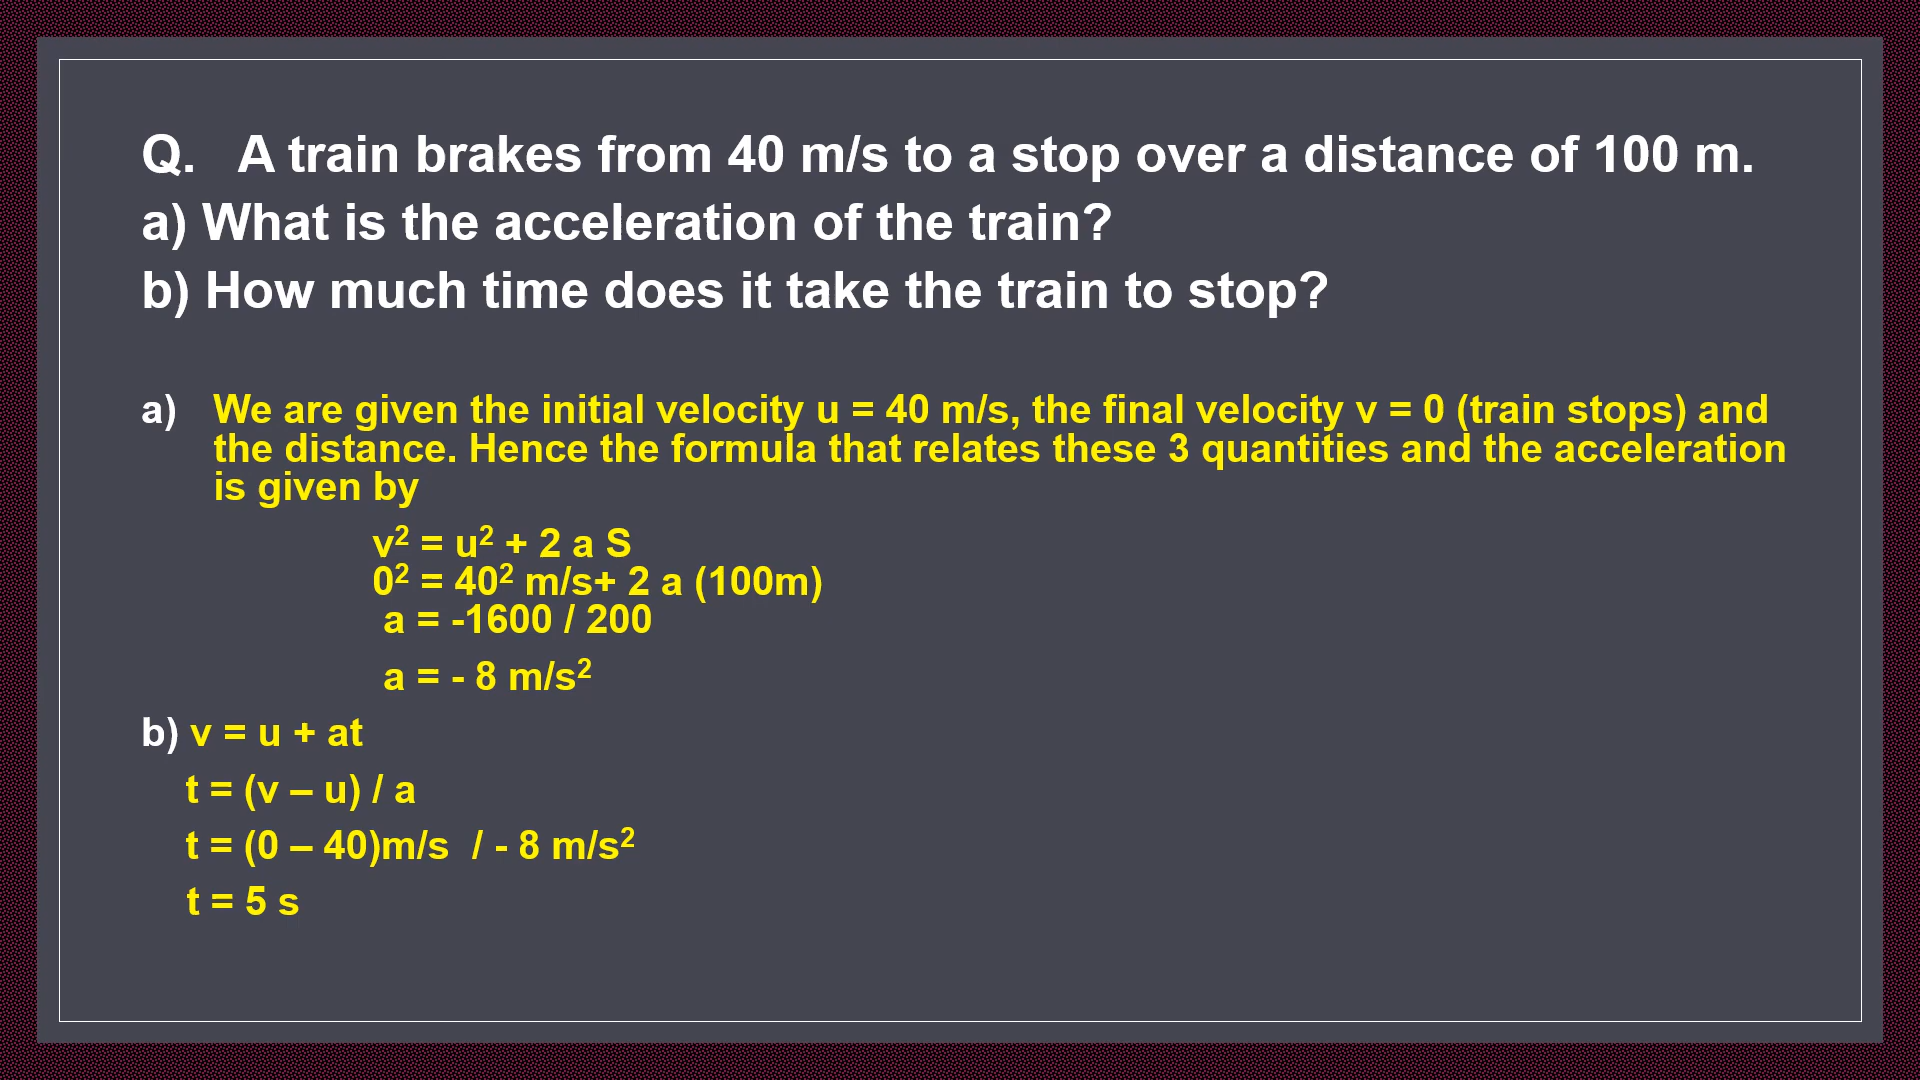 Q. A train brakes from 40 m/s to a stop over a distance of 100 m.
a) What is the acceleration of the train?
b) How much time does it take the train to stop?
a) We are given the initial velocity u = 40 m/s, the final velocity v = 0 (train stops) and
the distance. Hence the formula that relates these 3 quantities and the acceleration
is given by
v² = u² + 2 a S
0² = 40² m/s+ 2 a (100m)
a = -1600 / 200
a = - 8 m/s²
b) v = u + at
t = (v – u) / a
t = (0 – 40)m/s / - 8 m/s²
t = 5 s